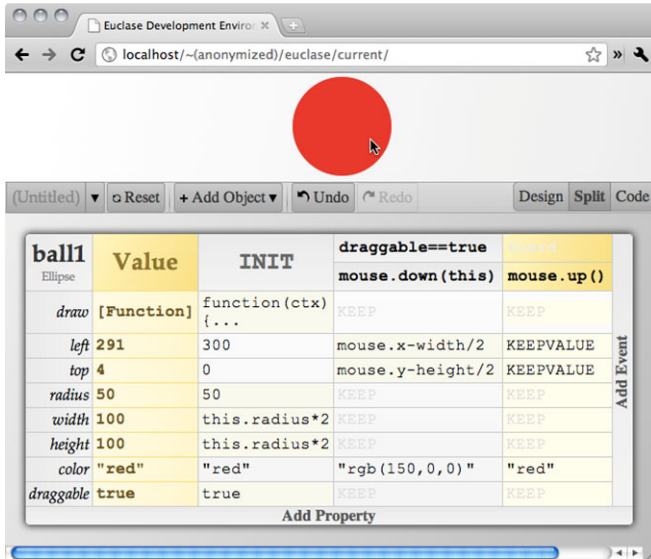 Euclase Development Environ
localhost/~(anonymized)/euclase/current/
(Untitled) Reset + Add Object Undo Redo Design Split Code
ball1 Value INIT draggable==true
Ellipse mouse.down(this) mouse.up()
draw [Function] function(ctx) {... KEEP KEEP
left 291 300 mouse.x-width/2 KEEPVALUE
top 4 0 mouse.y-height/2 KEEPVALUE
radius 50 50 KEEP KEEP
width 100 this.radius*2 KEEP KEEP
height 100 this.radius*2 KEEP KEEP
color "red" "red" "rgb(150,0,0)" "red"
draggable true true KEEP KEEP
Add Event
Add Property